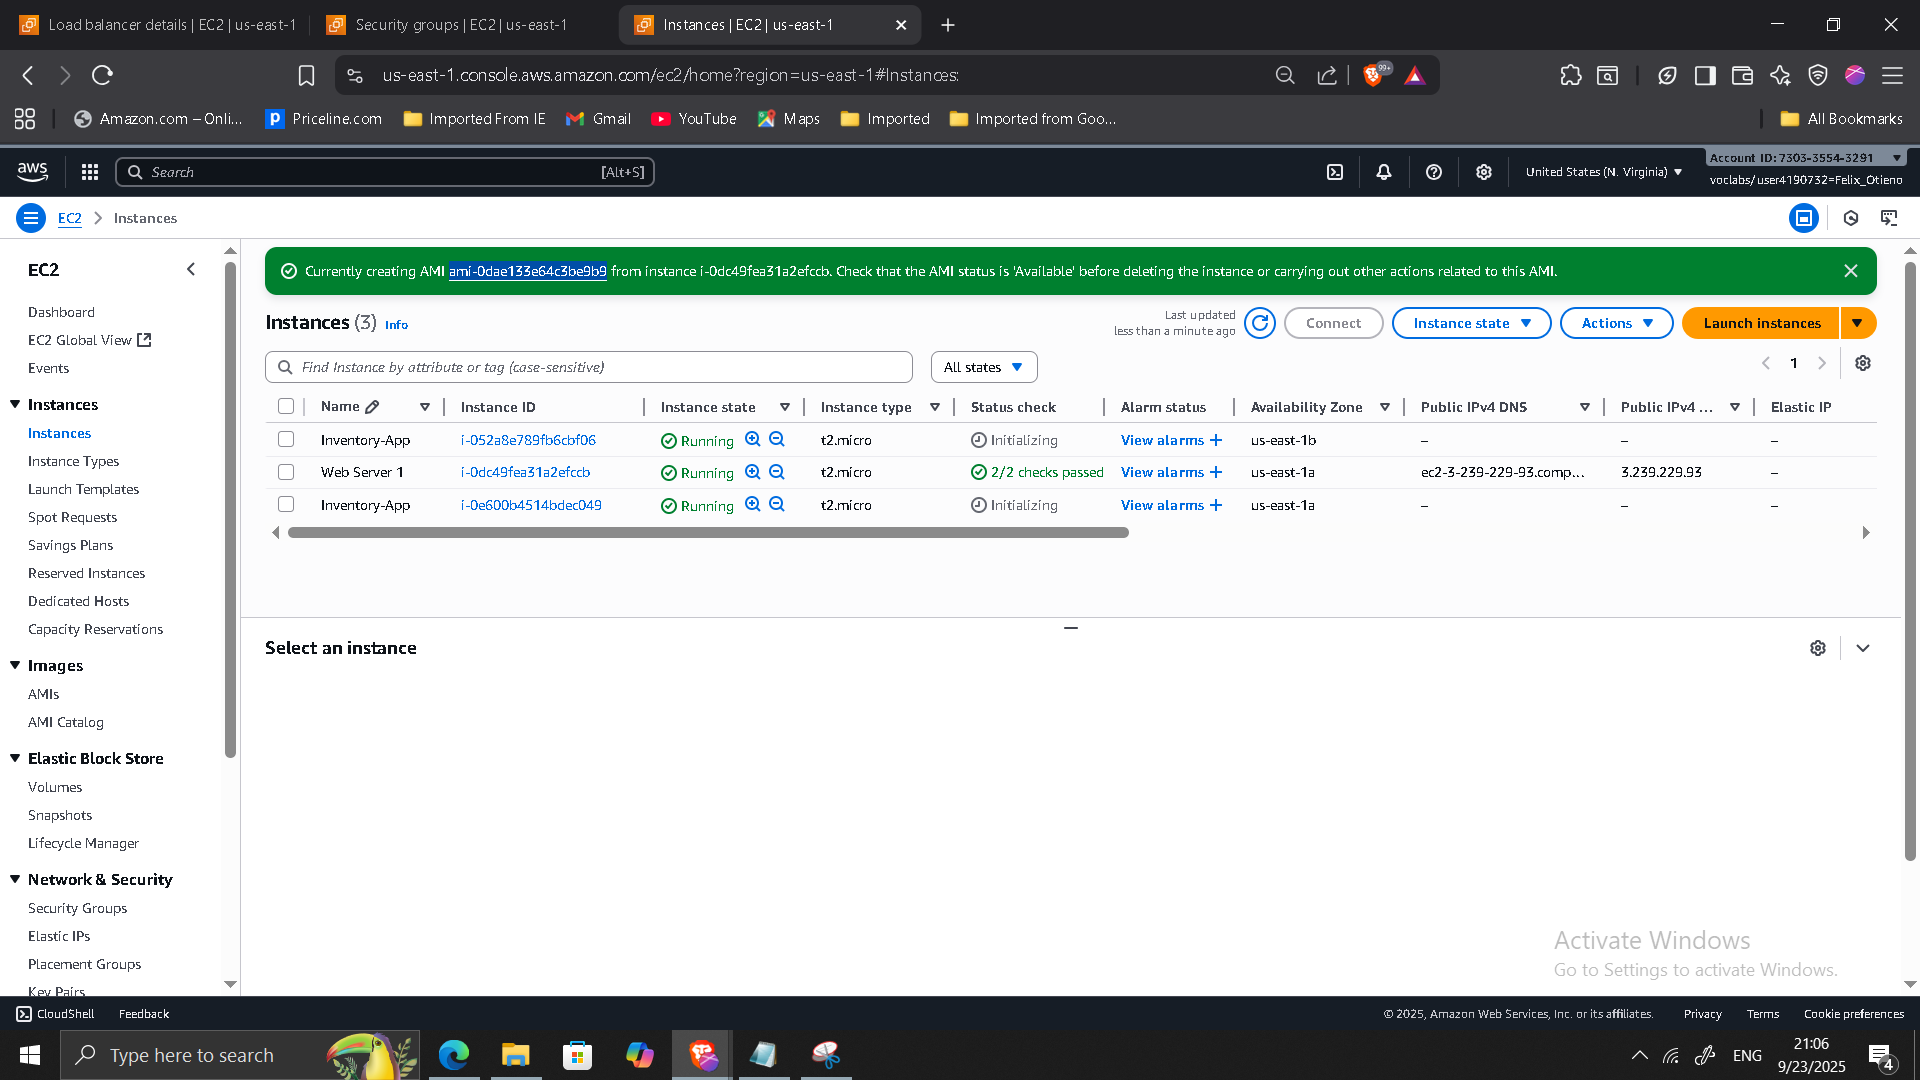 Load balancer details | EC2 | us-east-1
Security groups | EC2 | us-east-1
Instances | EC2 | us-east-1
us-east-1.console.aws.amazon.com/ec2/home?region=us-east-1#Instances:
99+
Amazon.com – Onli...
Priceline.com
Imported From IE
Gmail
YouTube
Maps
Imported
Imported from Goo...
All Bookmarks
aws
Search
[Alt+S]
United States (N. Virginia)
Account ID: 7303-3554-3291
voclabs/user4190732=Felix_Otieno
EC2
Instances
EC2
Dashboard
EC2 Global View
Events
Instances
Instances
Instance Types
Launch Templates
Spot Requests
Savings Plans
Reserved Instances
Dedicated Hosts
Capacity Reservations
Images
AMIs
AMI Catalog
Elastic Block Store
Volumes
Snapshots
Lifecycle Manager
Network & Security
Security Groups
Elastic IPs
Placement Groups
Key Pairs
Currently creating AMI ami-0dae133e64c3be9b9 from instance i-0dc49fea31a2efccb. Check that the AMI status is 'Available' before deleting the instance or carrying out other actions related to this AMI.
Instances (3) Info
Last updated
less than a minute ago
Connect
Instance state
Actions
Launch instances
Find Instance by attribute or tag (case-sensitive)
All states
1
Name Instance ID Instance state Instance type Status check Alarm status Availability Zone Public IPv4 DNS Public IPv4 ... Elastic IP
Inventory-App i-052a8e789fb6cbf06 Running t2.micro Initializing View alarms + us-east-1b – – –
Web Server 1 i-0dc49fea31a2efccb Running t2.micro 2/2 checks passed View alarms + us-east-1a ec2-3-239-229-93.comp... 3.239.229.93 –
Inventory-App i-0e600b4514bdec049 Running t2.micro Initializing View alarms + us-east-1a – – –
Select an instance
Activate Windows
Go to Settings to activate Windows.
CloudShell
Feedback
© 2025, Amazon Web Services, Inc. or its affiliates.
Privacy
Terms
Cookie preferences
Type here to search
ENG
21:06
9/23/2025
4